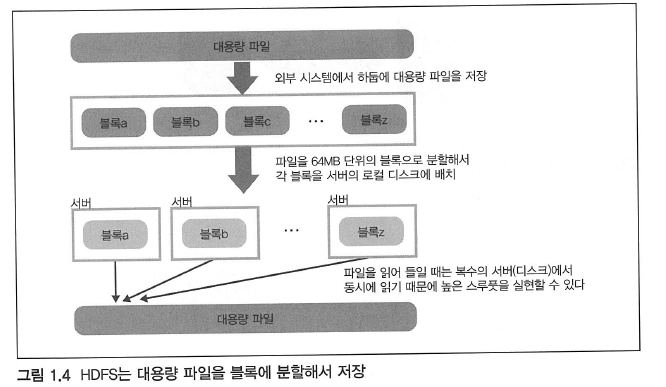 대용량 파일
외부 시스템에서 하둡에 대용량 파일을 저장
블록a 블록b 블록c ··· 블록z
파일을 64MB 단위의 블록으로 분할해서
각 블록을 서버의 로컬 디스크에 배치
서버 서버 서버
블록a 블록b ··· 블록z
파일을 읽어 들일 때는 복수의 서버(디스크)에서
동시에 읽기 때문에 높은 스루풋을 실현할 수 있다
대용량 파일
그림 1.4 HDFS는 대용량 파일을 블록에 분할해서 저장